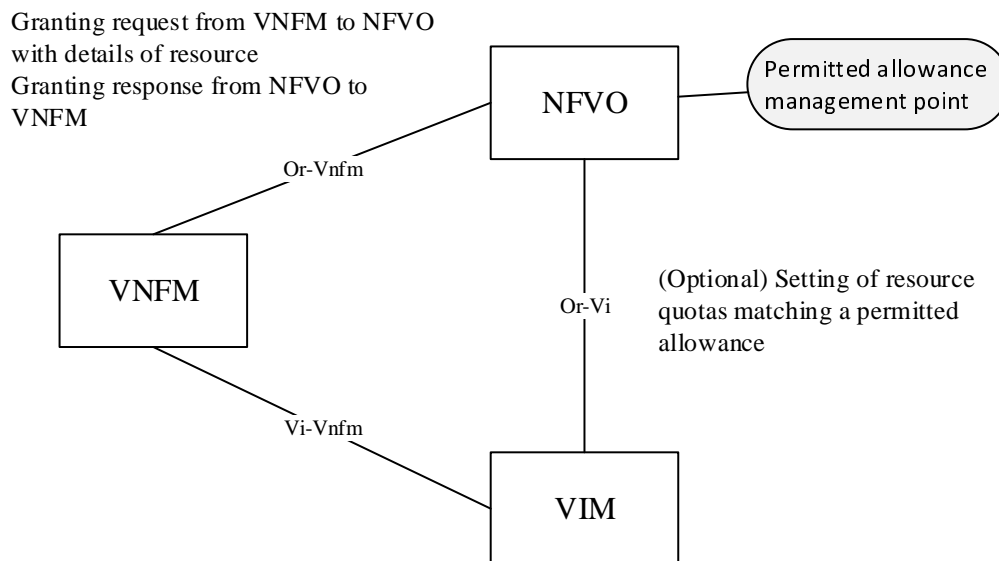 Granting request from VNFM to NFVO
with details of resource
Granting response from NFVO to
VNFM
NFVO
Permitted allowance
management point
Or-Vnfm
VNFM
(Optional) Setting of resource
quotas matching a permitted
allowance
Or-Vi
Vi-Vnfm
VIM